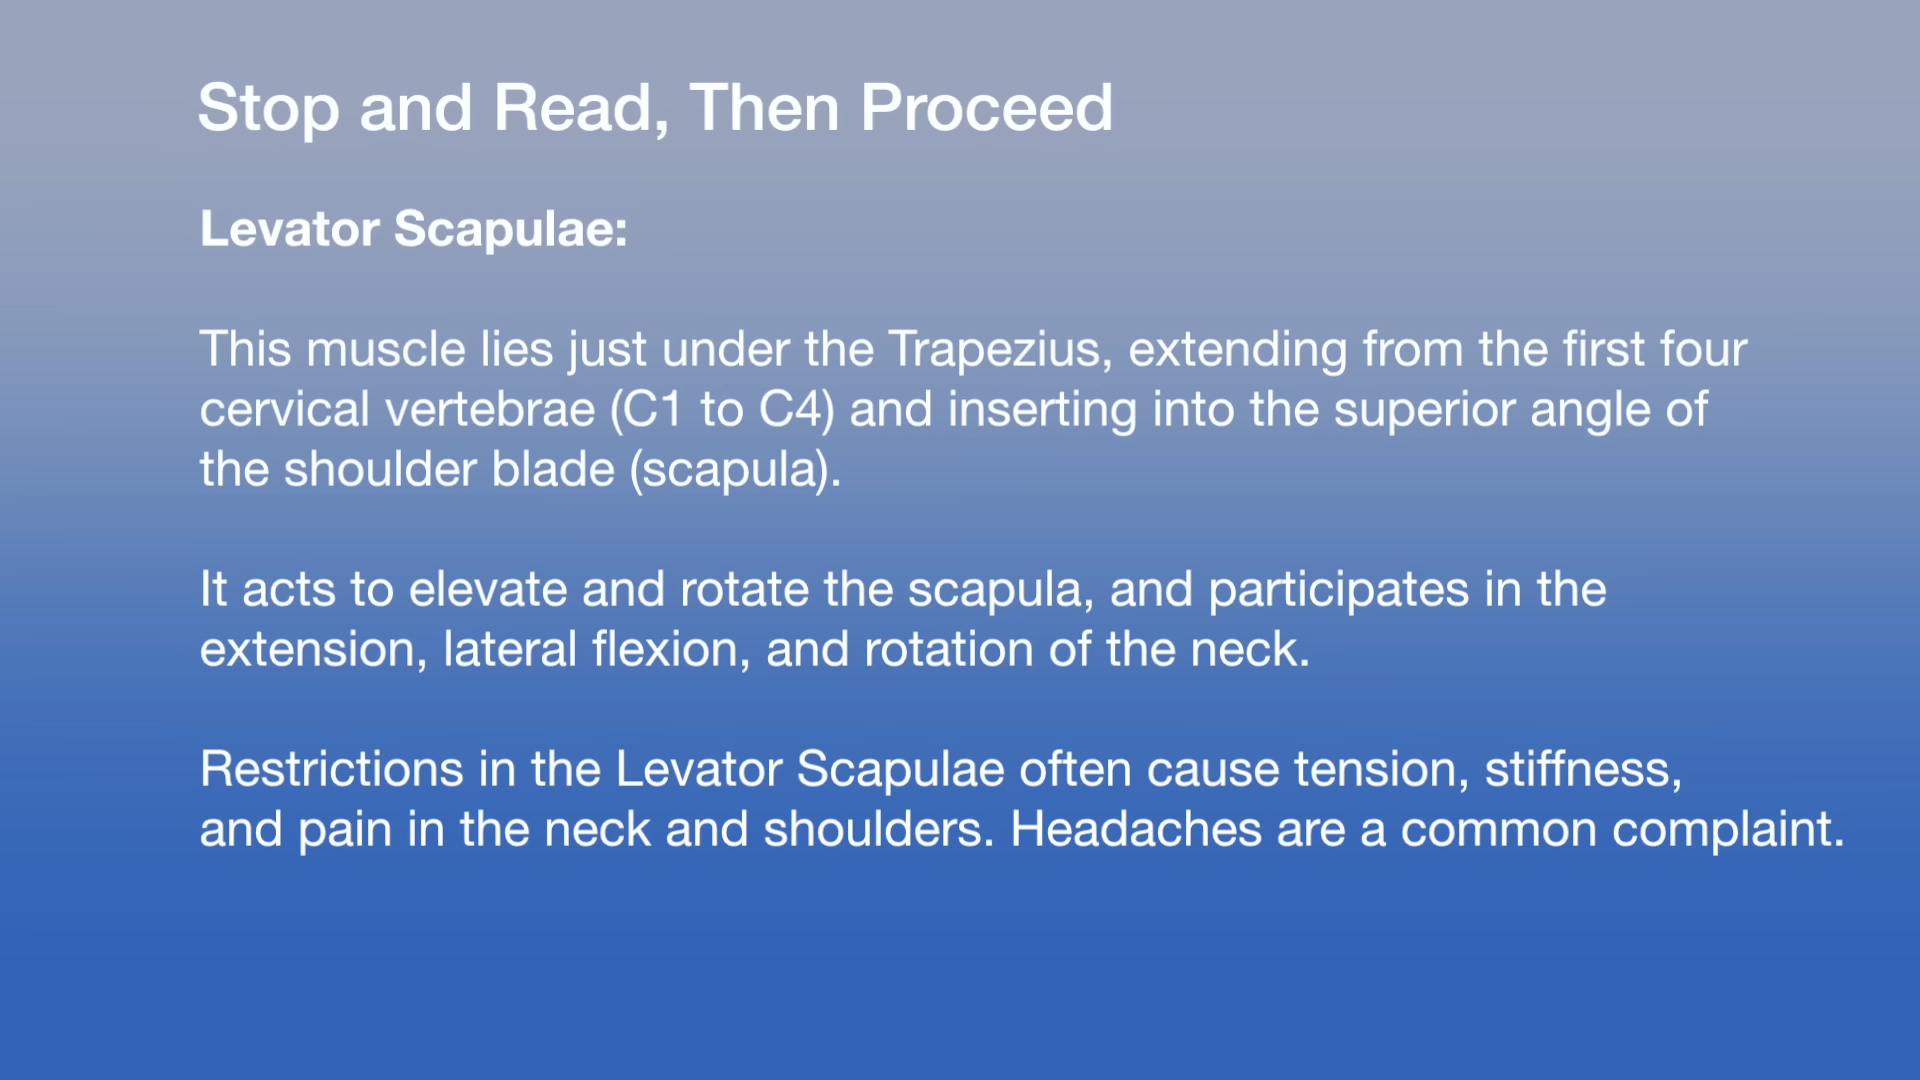 Stop and Read, Then Proceed
Levator Scapulae:
This muscle lies just under the Trapezius, extending from the first four
cervical vertebrae (C1 to C4) and inserting into the superior angle of
the shoulder blade (scapula).
It acts to elevate and rotate the scapula, and participates in the
extension, lateral flexion, and rotation of the neck.
Restrictions in the Levator Scapulae often cause tension, stiffness,
and pain in the neck and shoulders. Headaches are a common complaint.